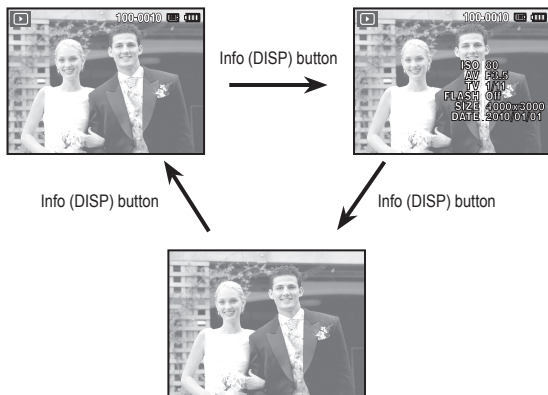 100-0010
Info (DISP) button
100-0010
ISO 80
AV F3.5
TV 1/11
FLASH Off
SIZE 4000x3000
DATE 2010/01/01
Info (DISP) button
Info (DISP) button